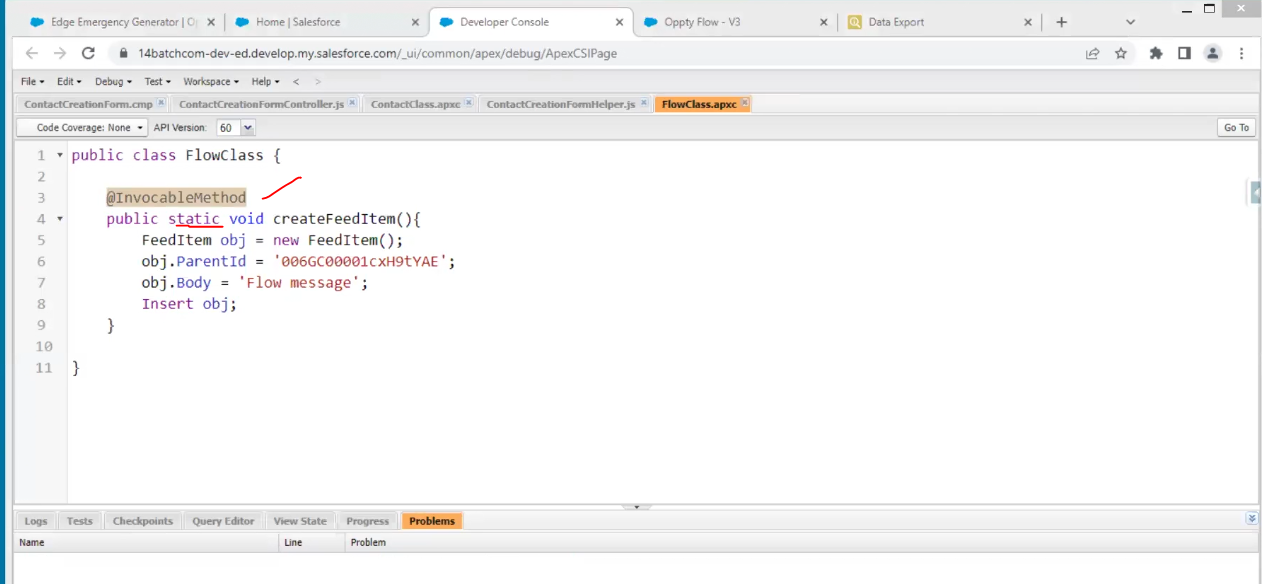 Edge Emergency Generator | O Home | Salesforce Developer Console Oppty Flow - V3 Data Export
14batchcom-dev-ed.develop.my.salesforce.com/_ui/common/apex/debug/ApexCSIPage
File Edit Debug Test Workspace Help < >
ContactCreationForm.cmp ContactCreationFormController.js ContactClass.apxc ContactCreationFormHelper.js FlowClass.apxc
Code Coverage: None API Version: 60 Go To
1 public class FlowClass {
2
3 @InvocableMethod
4 public static void createFeedItem(){
5 FeedItem obj = new FeedItem();
6 obj.ParentId = '006GC00001cxH9tYAE';
7 obj.Body = 'Flow message';
8 Insert obj;
9 }
10
11 }
Logs Tests Checkpoints Query Editor View State Progress Problems
Name Line Problem